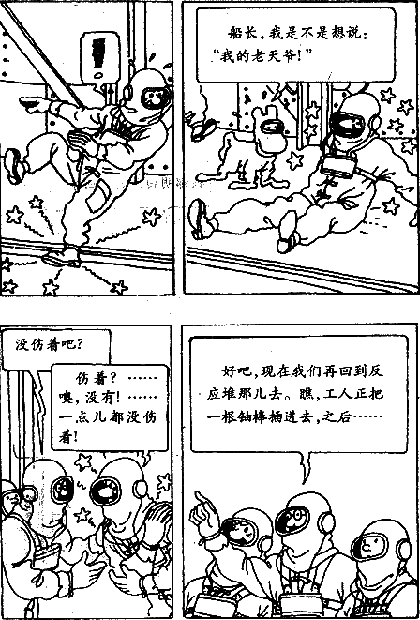 !
船长,我是不是想说:
“我的老天爷!”
没伤着吧?
伤着?……
噢,没有!……
一点儿都没伤
着!
好吧,现在我们再回到反
应堆那儿去。瞧,工人正把
一根铀棒捅进去,之后……